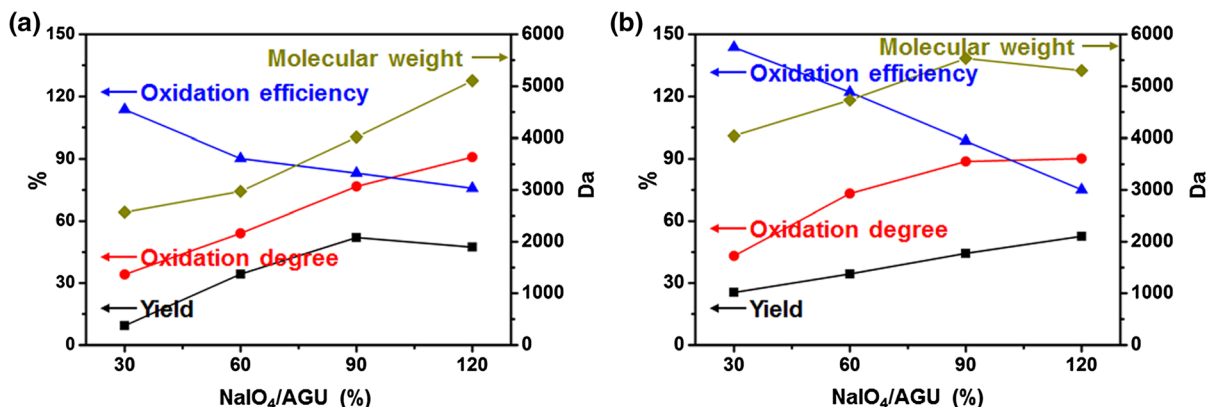 (a)
150
120
90
60
30
0
%
6000
5000
4000
3000
2000
1000
0
Da
Molecular weight
Oxidation efficiency
Oxidation degree
Yield
30 60 90 120
NaIO₄/AGU (%)
(b)
150
120
90
60
30
0
%
6000
5000
4000
3000
2000
1000
0
Da
Molecular weight
Oxidation efficiency
Oxidation degree
Yield
30 60 90 120
NaIO₄/AGU (%)